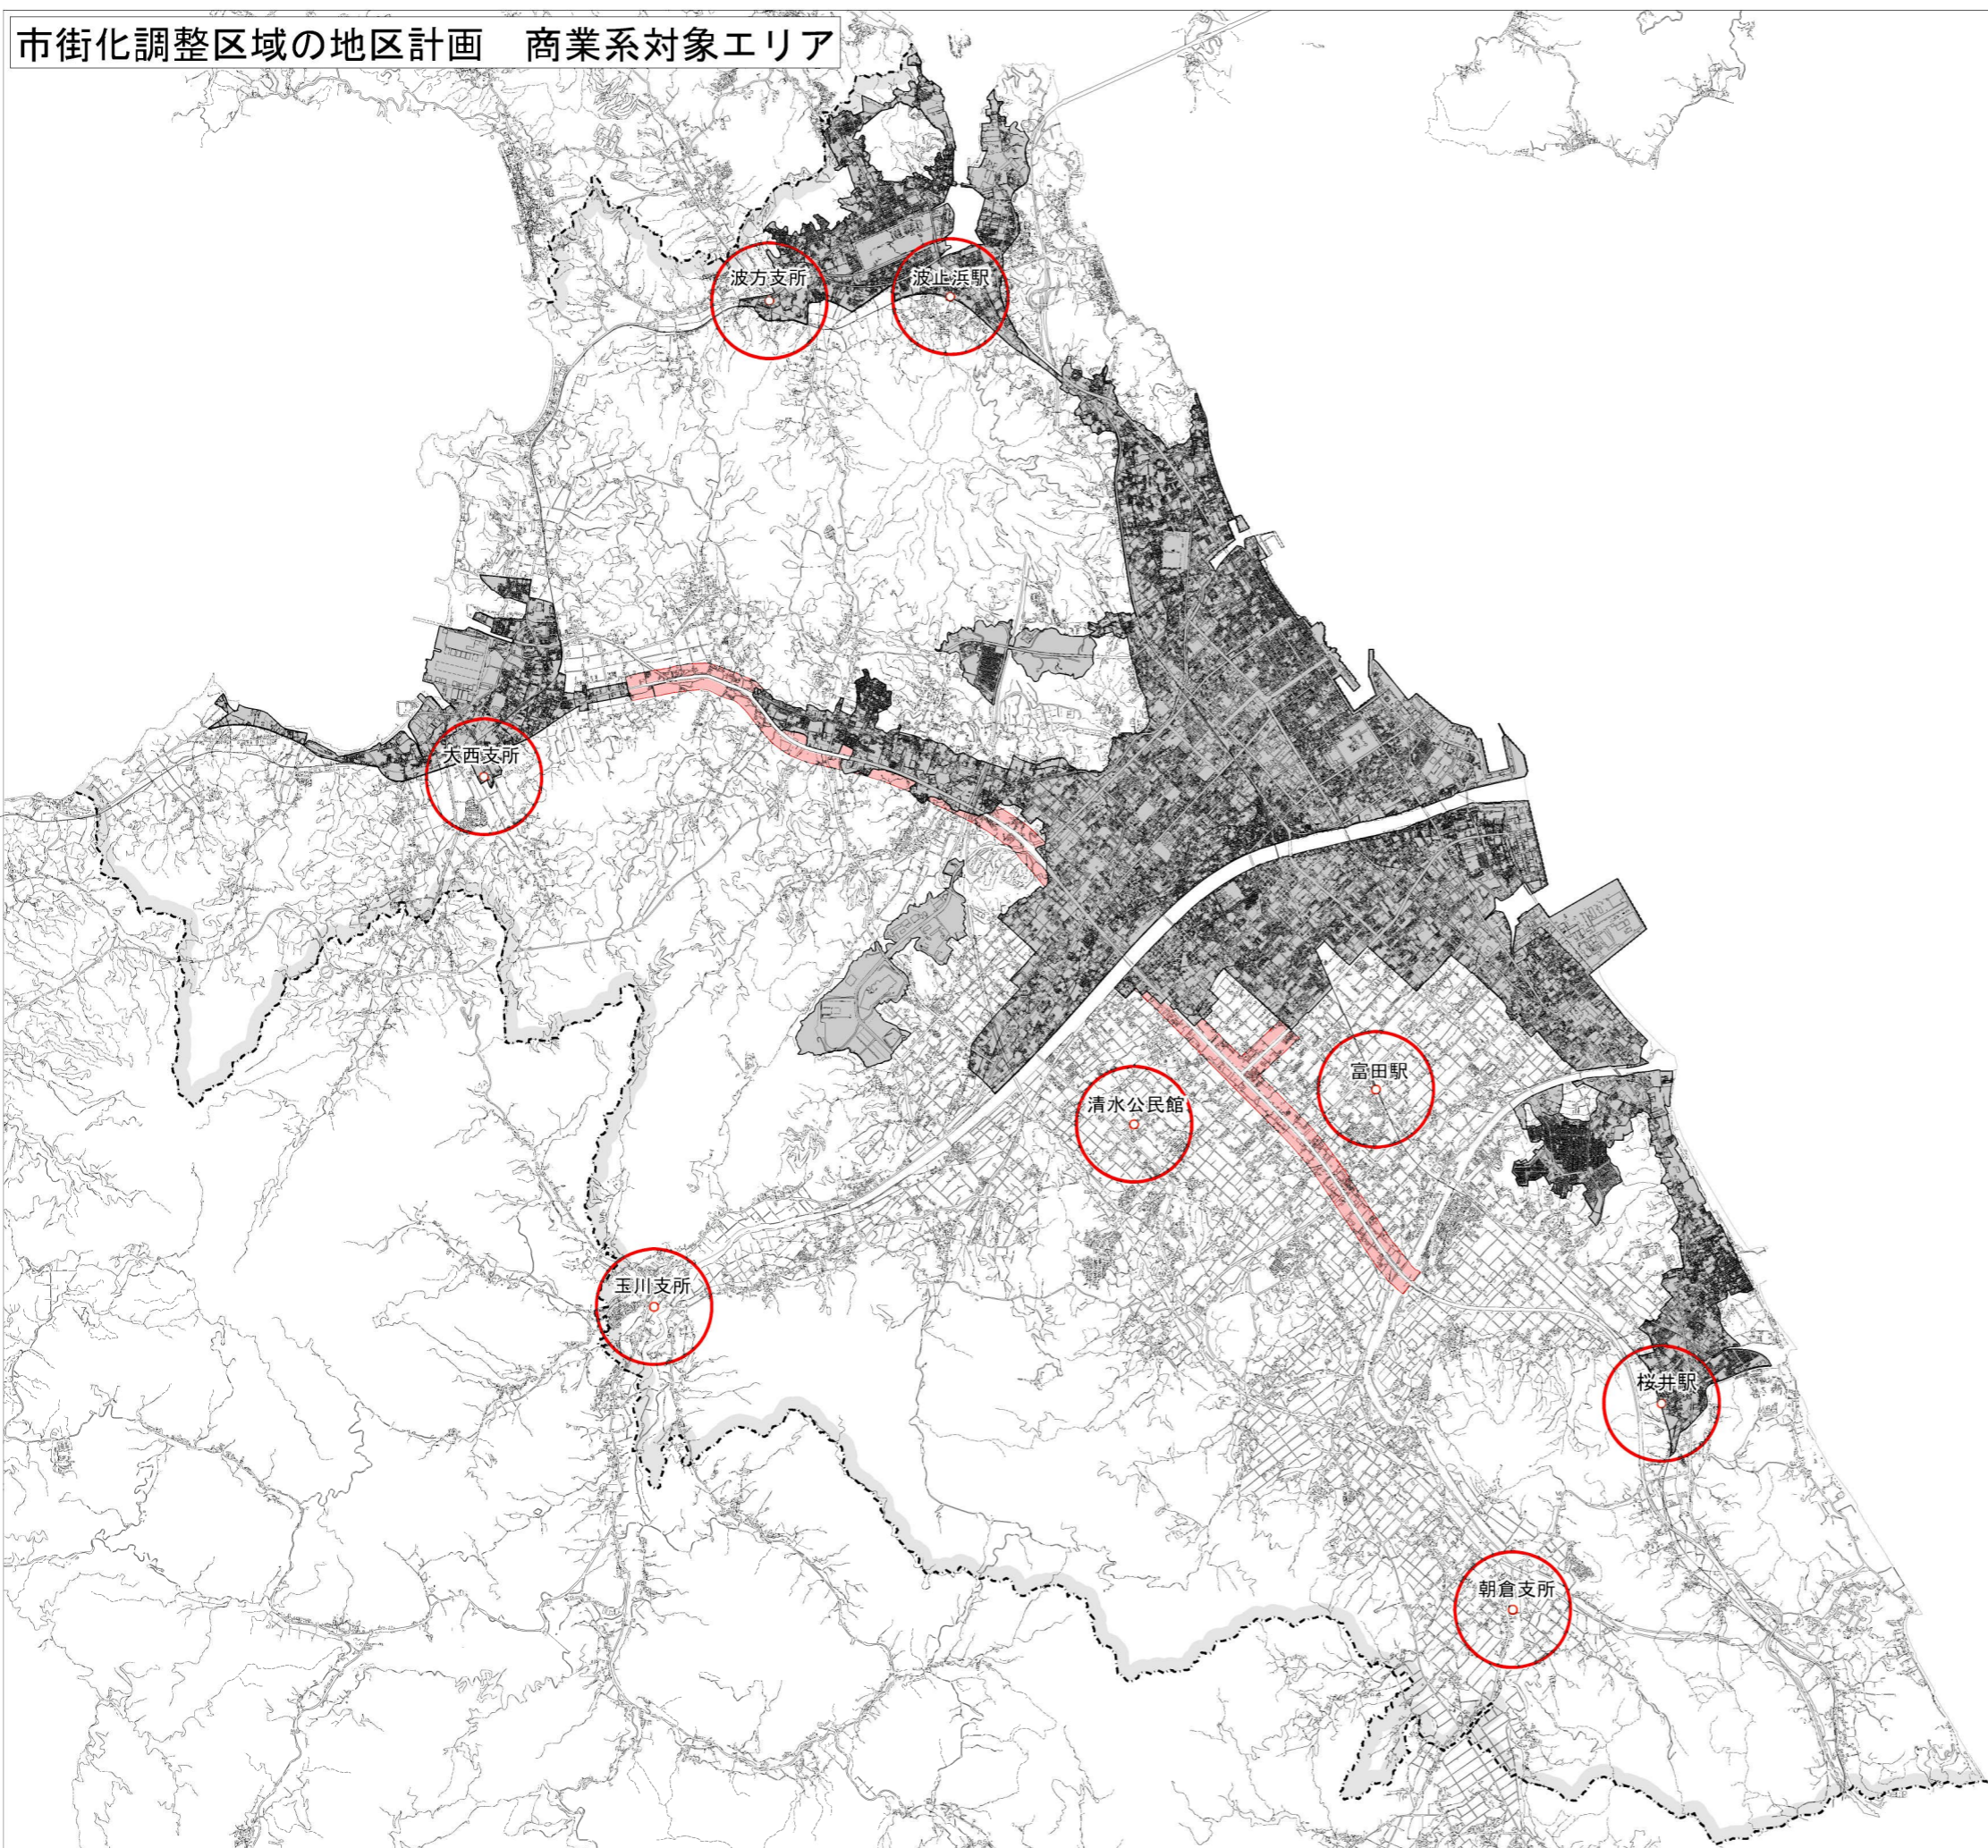 市街化調整区域の地区計画　商業系対象エリア
波方支所
波止浜駅
大西支所
富田駅
清水公民館
玉川支所
桜井駅
朝倉支所